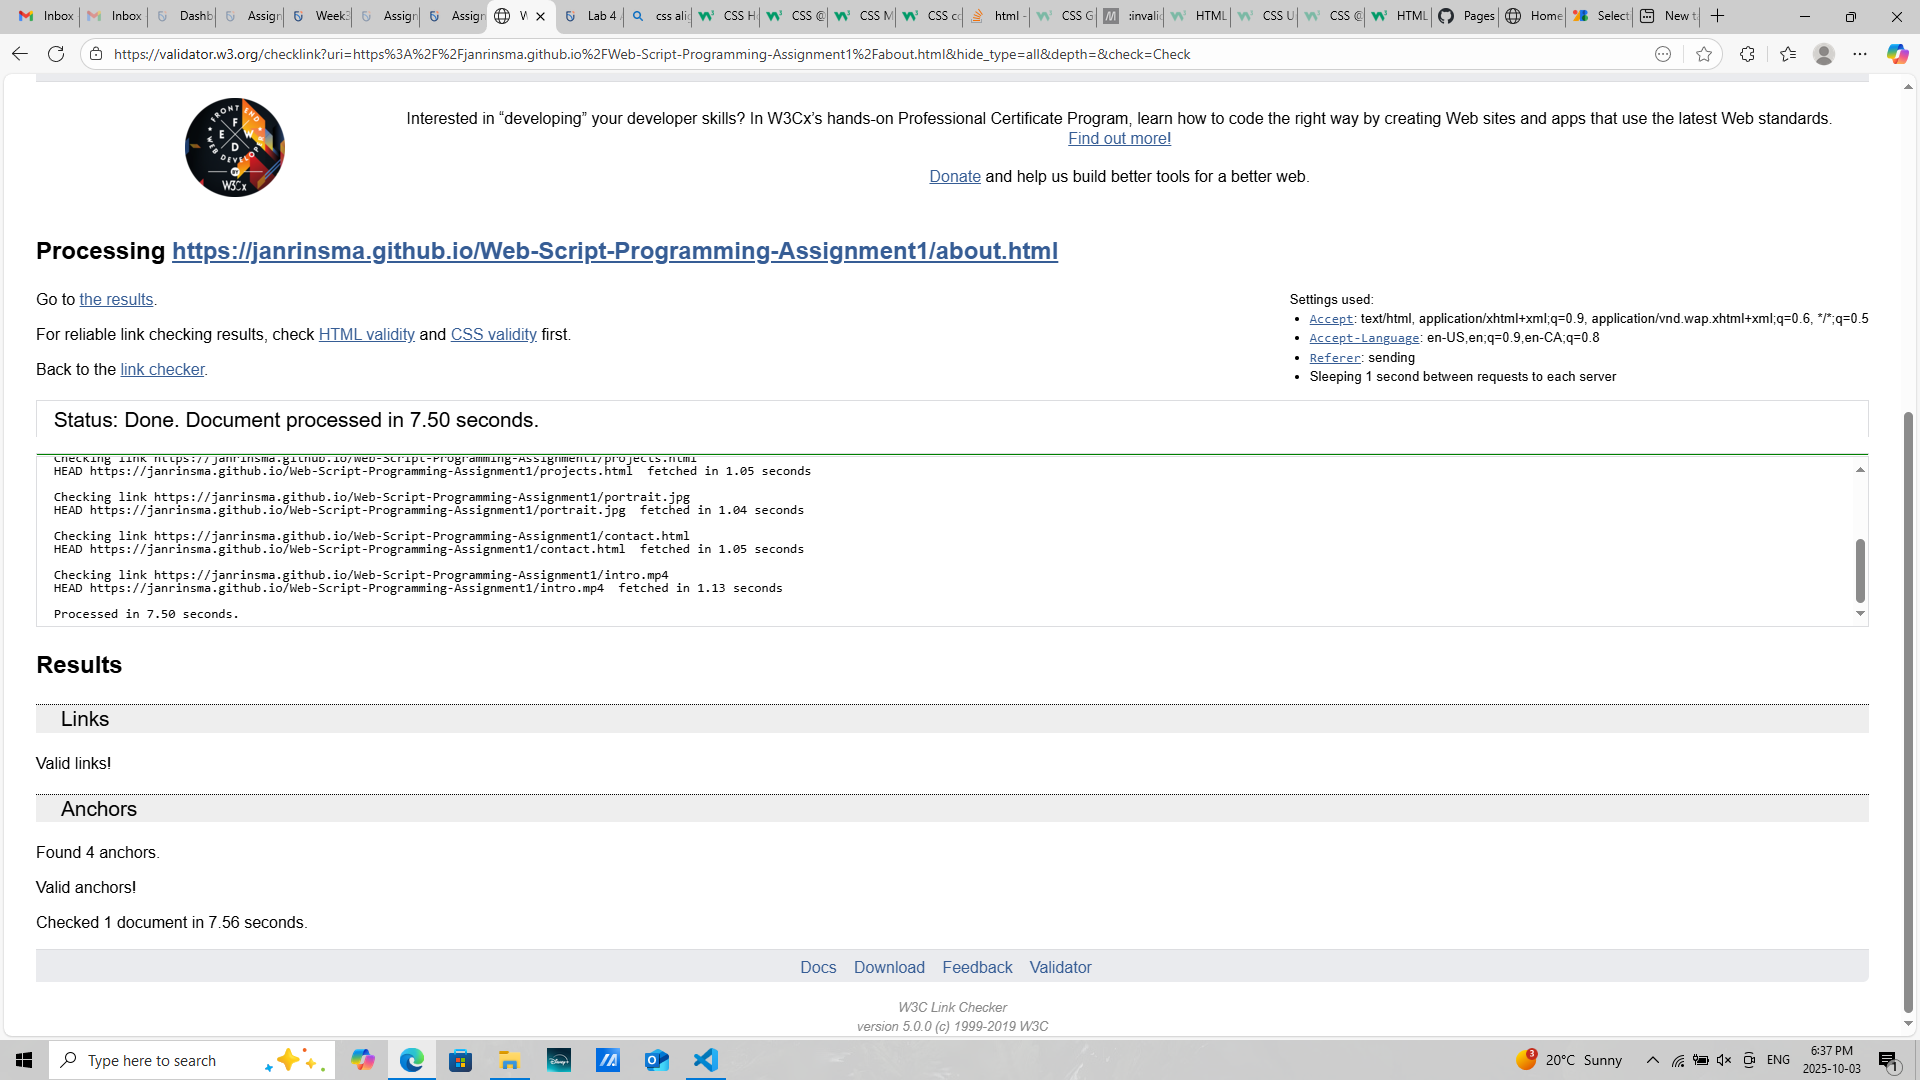 Inbox
Inbox
Dashb
Assign
Week3
Assign
Assign
W
Lab 4
css alig
CSS H
CSS @
CSS M
CSS co
html -
CSS G
:invalid
HTML
CSS U
CSS @
HTML
Pages
Home
Selecti
New t
https://validator.w3.org/checklink?uri=https%3A%2F%2Fjanrinsma.github.io%2FWeb-Script-Programming-Assignment1%2Fabout.html&hide_type=all&depth=&check=Check
FRONT END
WEB DEVELOPER
F
E W
D
BY
W3Cx
Interested in “developing” your developer skills? In W3Cx’s hands-on Professional Certificate Program, learn how to code the right way by creating Web sites and apps that use the latest Web standards.
Find out more!
Donate and help us build better tools for a better web.
Processing https://janrinsma.github.io/Web-Script-Programming-Assignment1/about.html
Go to the results.
For reliable link checking results, check HTML validity and CSS validity first.
Back to the link checker.
Settings used:
• Accept: text/html, application/xhtml+xml;q=0.9, application/vnd.wap.xhtml+xml;q=0.6, */*;q=0.5
• Accept-Language: en-US,en;q=0.9,en-CA;q=0.8
• Referer: sending
• Sleeping 1 second between requests to each server
Status: Done. Document processed in 7.50 seconds.
Checking link https://janrinsma.github.io/Web-Script-Programming-Assignment1/projects.html
HEAD https://janrinsma.github.io/Web-Script-Programming-Assignment1/projects.html  fetched in 1.05 seconds
Checking link https://janrinsma.github.io/Web-Script-Programming-Assignment1/portrait.jpg
HEAD https://janrinsma.github.io/Web-Script-Programming-Assignment1/portrait.jpg  fetched in 1.04 seconds
Checking link https://janrinsma.github.io/Web-Script-Programming-Assignment1/contact.html
HEAD https://janrinsma.github.io/Web-Script-Programming-Assignment1/contact.html  fetched in 1.05 seconds
Checking link https://janrinsma.github.io/Web-Script-Programming-Assignment1/intro.mp4
HEAD https://janrinsma.github.io/Web-Script-Programming-Assignment1/intro.mp4  fetched in 1.13 seconds
Processed in 7.50 seconds.
Results
Links
Valid links!
Anchors
Found 4 anchors.
Valid anchors!
Checked 1 document in 7.56 seconds.
Docs Download Feedback Validator
W3C Link Checker
version 5.0.0 (c) 1999-2019 W3C
Type here to search
Disney+
3
20°C Sunny
ENG
6:37 PM
2025-10-03
1